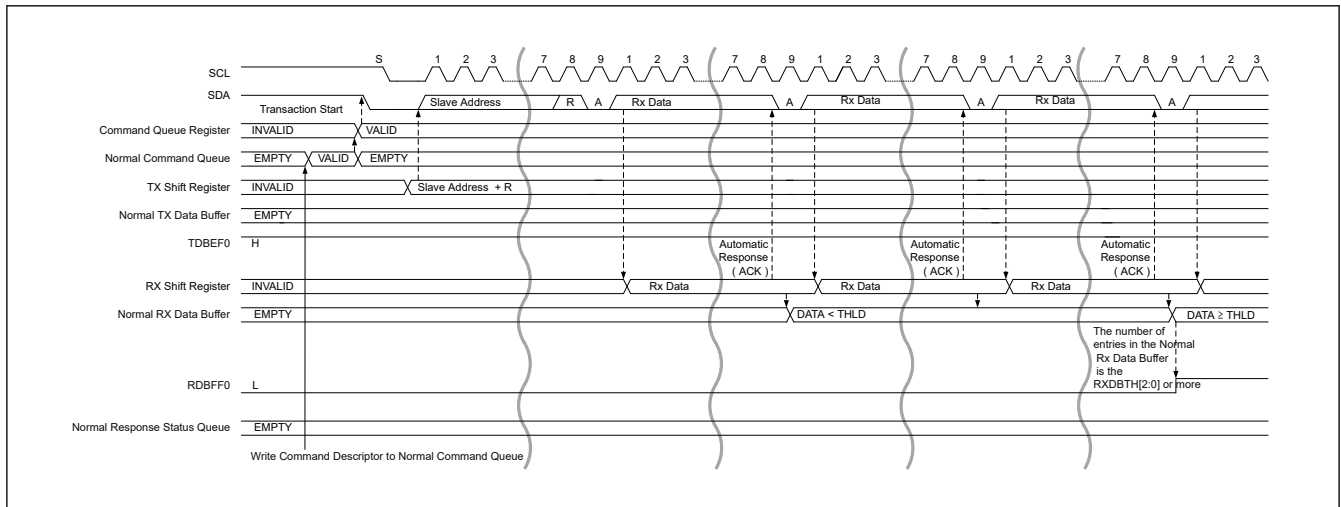 S 1 2 3 7 8 9 1 2 3 7 8 9 1 2 3 7 8 9 1 2 3 7 8 9 1 2 3
SCL
SDA Slave Address R A Rx Data A Rx Data A Rx Data A
Transaction Start
Command Queue Register INVALID VALID
Normal Command Queue EMPTY VALID EMPTY
TX Shift Register INVALID Slave Address + R
Normal TX Data Buffer EMPTY
TDBEF0 H
Automatic Automatic Automatic
Response Response Response
( ACK ) ( ACK ) ( ACK )
RX Shift Register INVALID Rx Data Rx Data Rx Data
Normal RX Data Buffer EMPTY DATA < THLD DATA ≥ THLD
The number of
entries in the Normal
Rx Data Buffer
is the
RXDBTH[2:0] or more
RDBFF0 L
Normal Response Status Queue EMPTY
Write Command Descriptor to Normal Command Queue